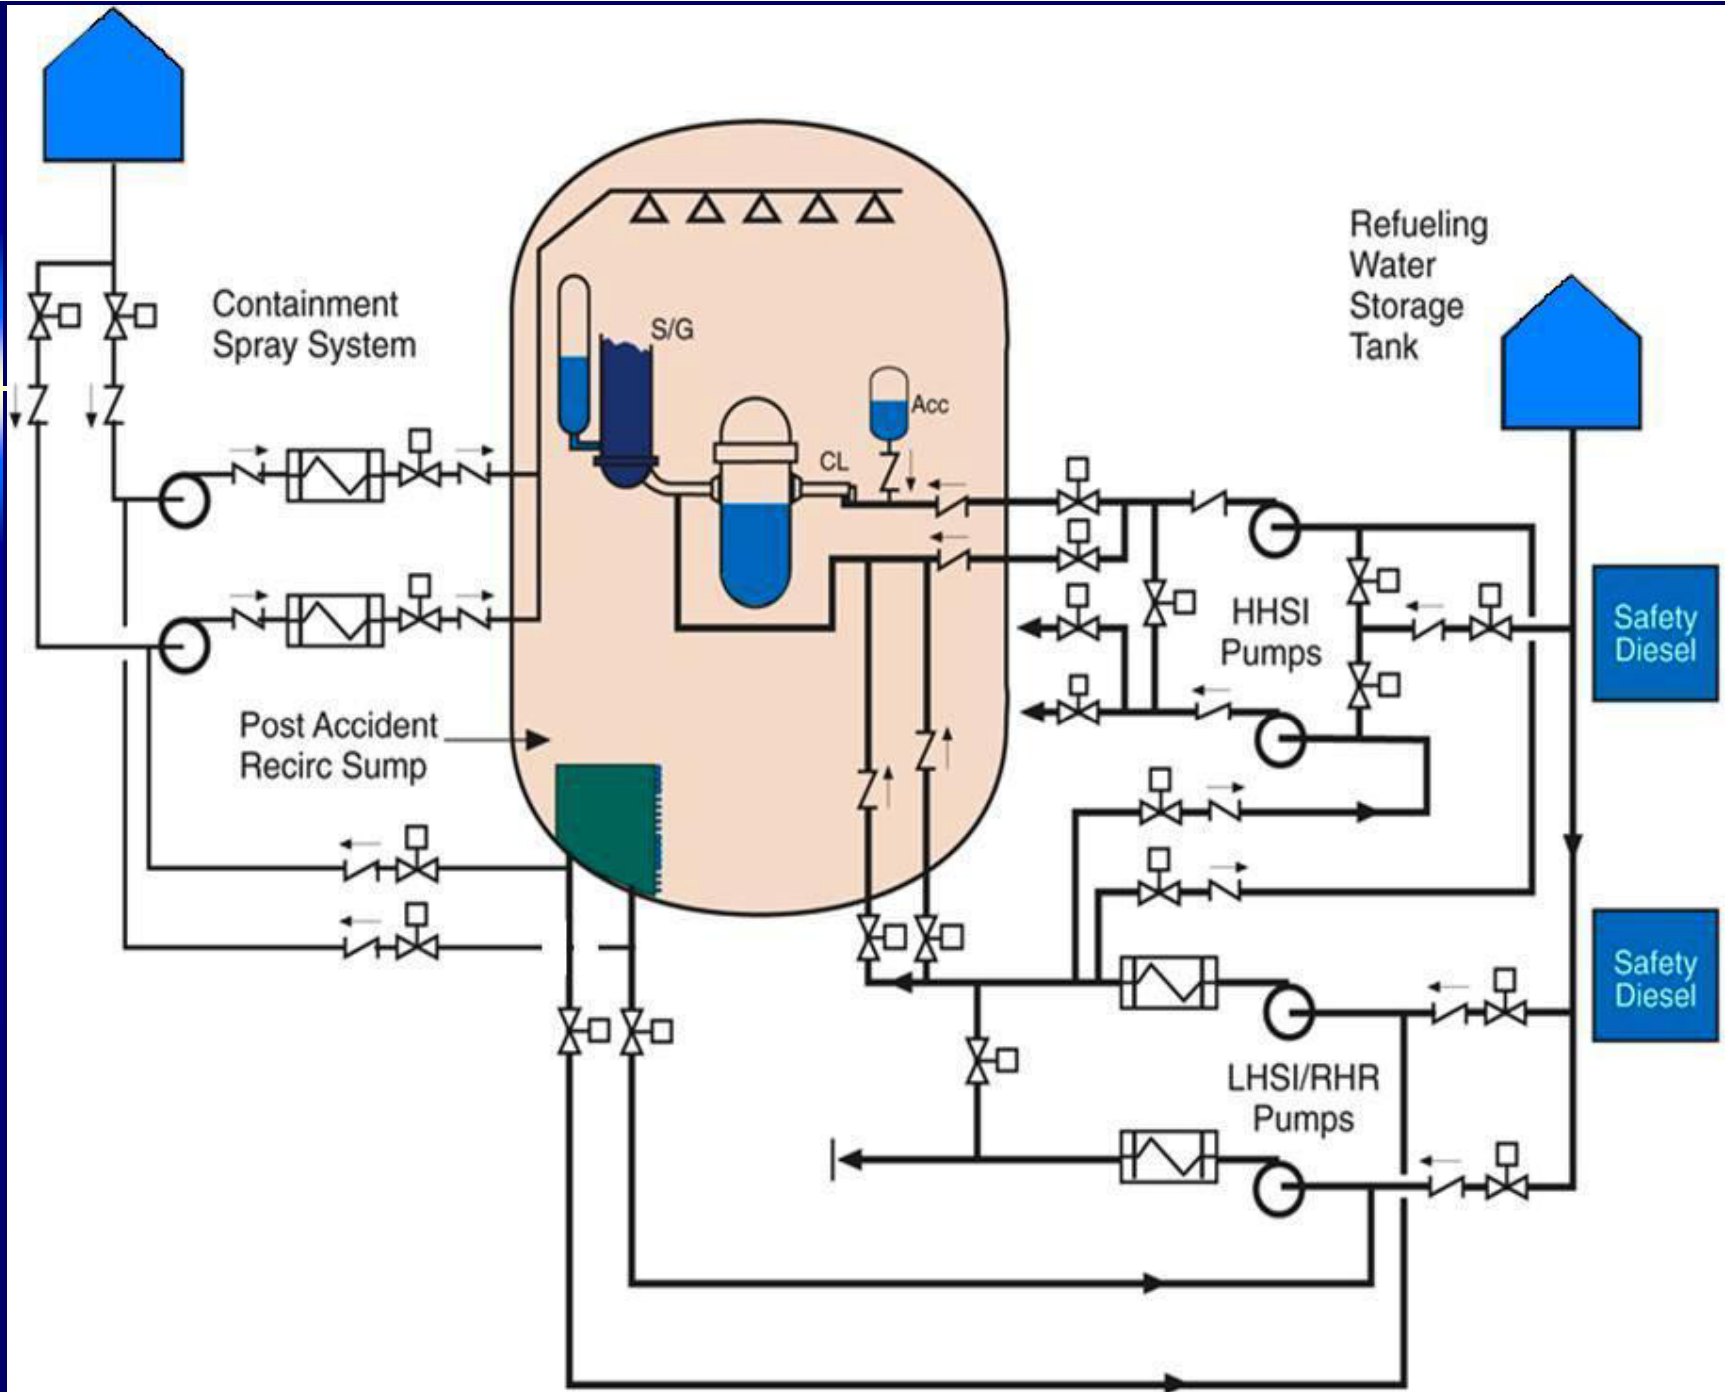 Containment
Spray System
S/G
Acc
CL
Refueling
Water
Storage
Tank
HHSI
Pumps
Safety
Diesel
Post Accident
Recirc Sump
Safety
Diesel
LHSI/RHR
Pumps